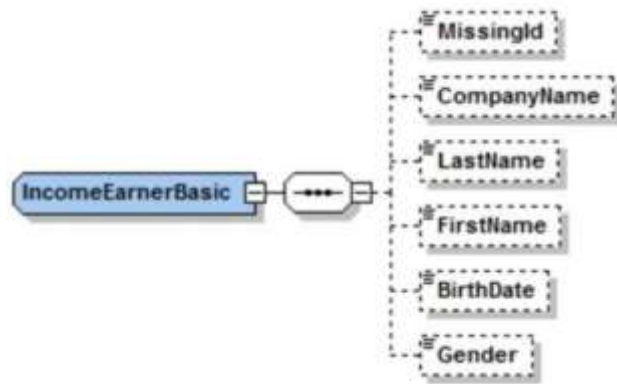 MissingId
CompanyName
LastName
IncomeEarnerBasic
FirstName
BirthDate
Gender